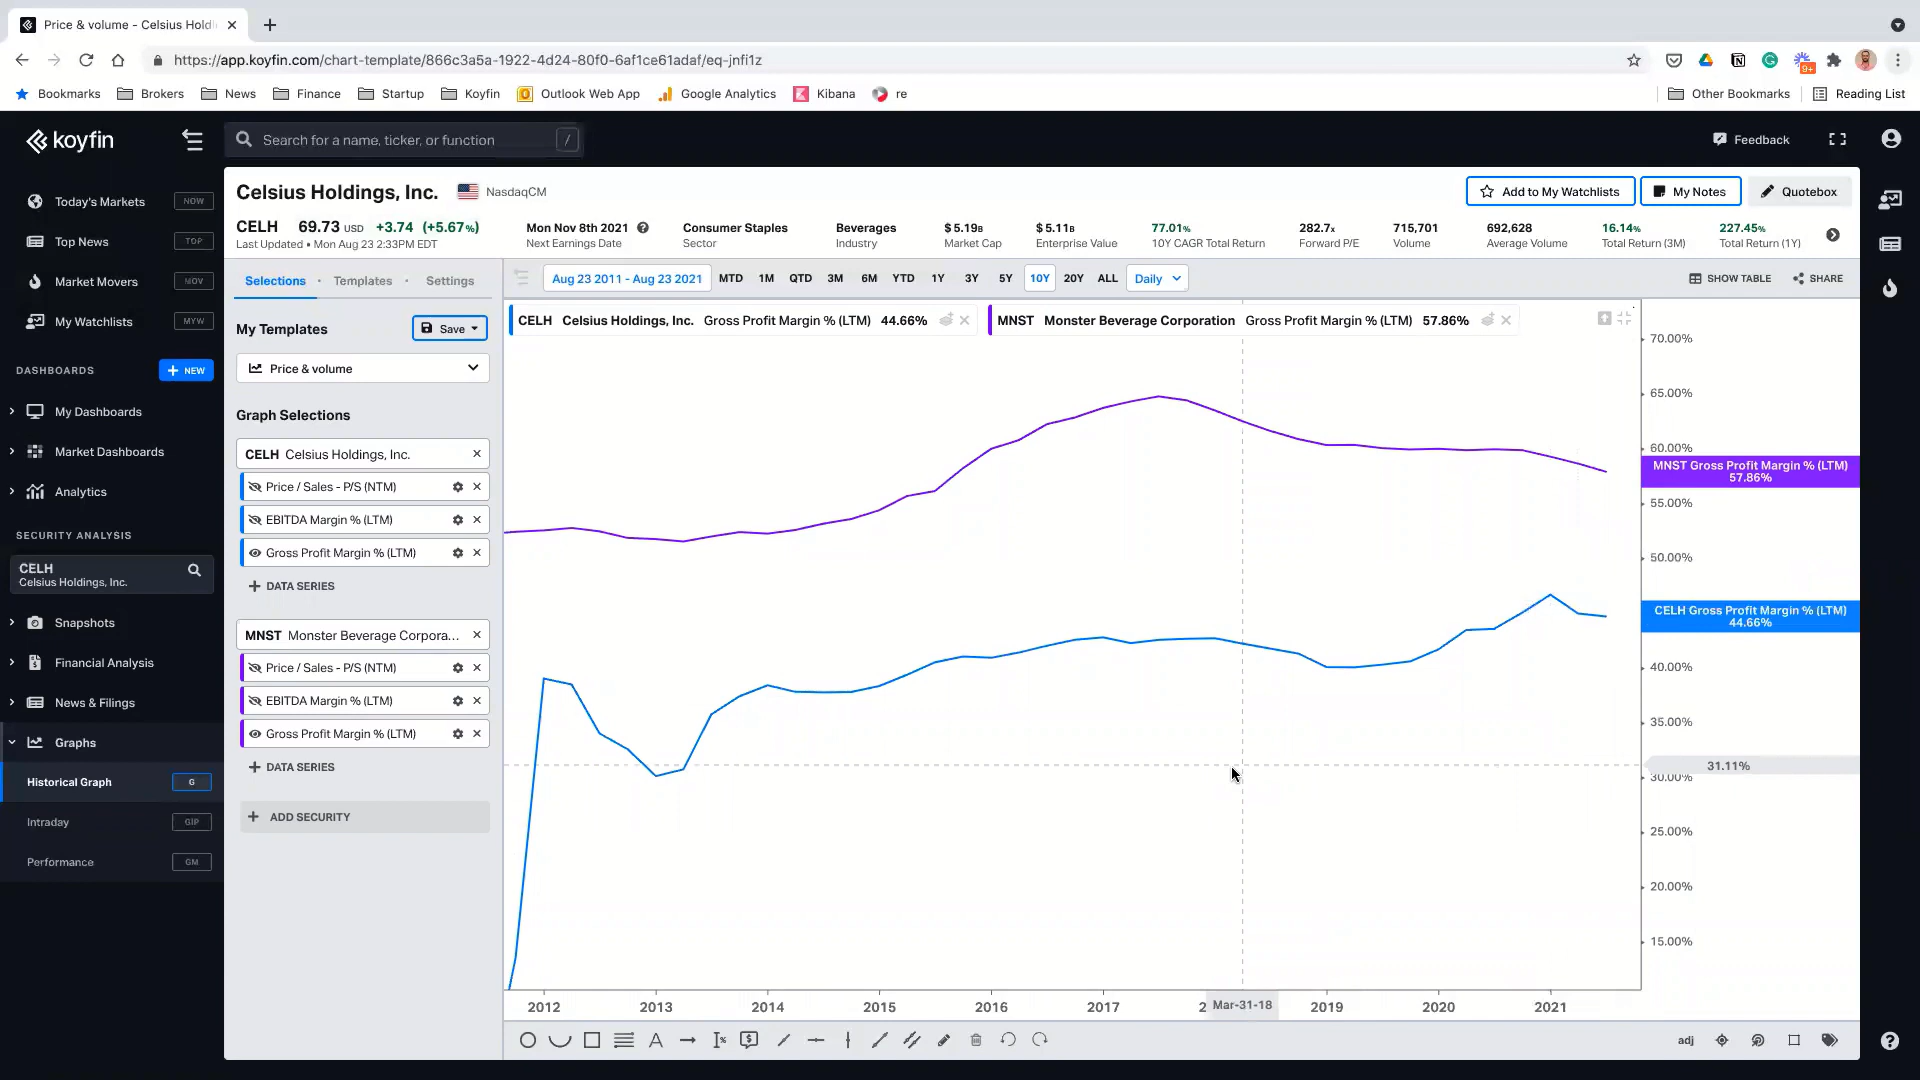 Price & volume - Celsius Hold
https://app.koyfin.com/chart-template/866c3a5a-1922-4d24-80f0-6af1ce61adaf/eq-jnfi1z
9+
Bookmarks Brokers News Finance Startup Koyfin Outlook Web App Google Analytics Kibana re Other Bookmarks Reading List
koyfin
Search for a name, ticker, or function /
Feedback
Today's Markets NOW
Top News TOP
Market Movers MOV
My Watchlists MYW
DASHBOARDS + NEW
My Dashboards
Market Dashboards
Analytics
SECURITY ANALYSIS
CELH
Celsius Holdings, Inc.
Snapshots
Financial Analysis
News & Filings
Graphs
Historical Graph G
Intraday GIP
Performance GM
Celsius Holdings, Inc. NasdaqCM
Add to My Watchlists My Notes Quotebox
CELH 69.73 USD +3.74 (+5.67%)
Last Updated • Mon Aug 23 2:33PM EDT
Mon Nov 8th 2021
Next Earnings Date
Consumer Staples
Sector
Beverages
Industry
$ 5.19B
Market Cap
$ 5.11B
Enterprise Value
77.01%
10Y CAGR Total Return
282.7x
Forward P/E
715,701
Volume
692,628
Average Volume
16.14%
Total Return (3M)
227.45%
Total Return (1Y)
Selections • Templates • Settings
My Templates Save
Price & volume
Graph Selections
CELH Celsius Holdings, Inc.
Price / Sales - P/S (NTM)
EBITDA Margin % (LTM)
Gross Profit Margin % (LTM)
+ DATA SERIES
MNST Monster Beverage Corpora...
Price / Sales - P/S (NTM)
EBITDA Margin % (LTM)
Gross Profit Margin % (LTM)
+ DATA SERIES
+ ADD SECURITY
Aug 23 2011 - Aug 23 2021 MTD 1M QTD 3M 6M YTD 1Y 3Y 5Y 10Y 20Y ALL Daily
SHOW TABLE SHARE
CELH Celsius Holdings, Inc. Gross Profit Margin % (LTM) 44.66%
MNST Monster Beverage Corporation Gross Profit Margin % (LTM) 57.86%
70.00%
65.00%
60.00%
MNST Gross Profit Margin % (LTM)
57.86%
55.00%
50.00%
CELH Gross Profit Margin % (LTM)
44.66%
40.00%
35.00%
31.11%
30.00%
25.00%
20.00%
15.00%
2012 2013 2014 2015 2016 2017 2 Mar-31-18 2019 2020 2021
A
adj
?